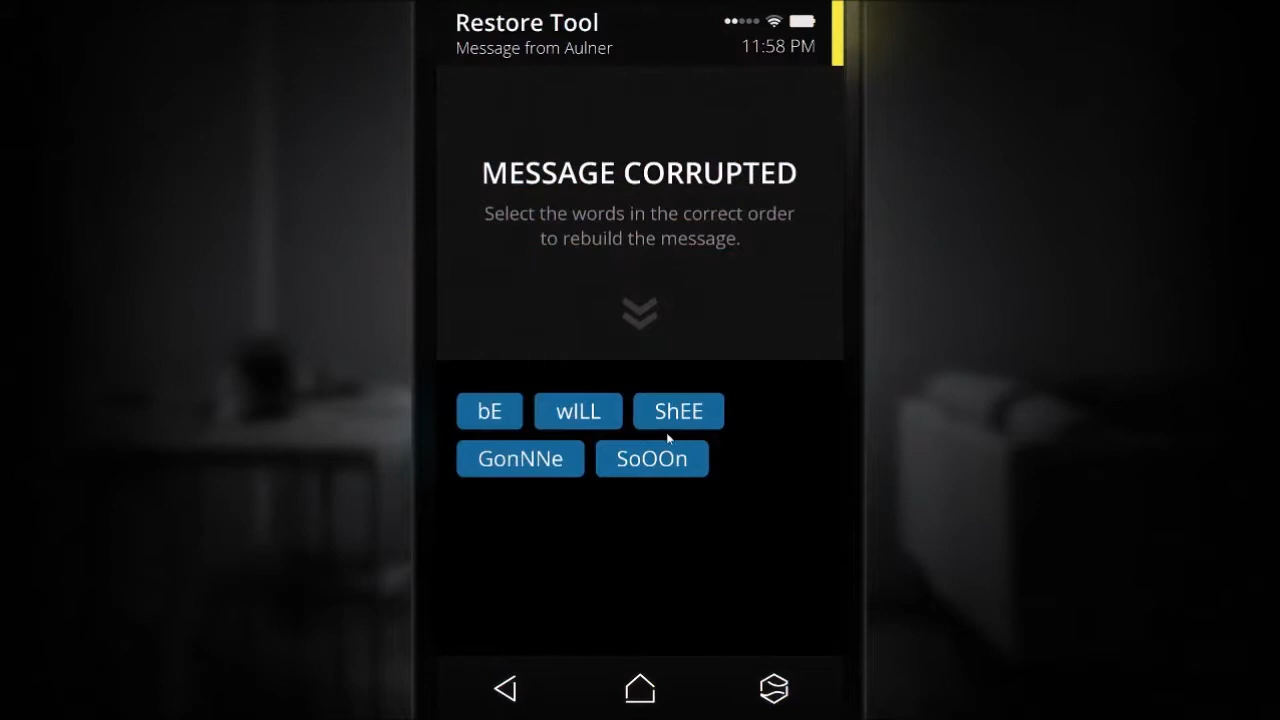 Restore Tool
Message from Aulner
11:58 PM
MESSAGE CORRUPTED
Select the words in the correct order
to rebuild the message.
bE wILL ShEE
GonNNe SoOOn